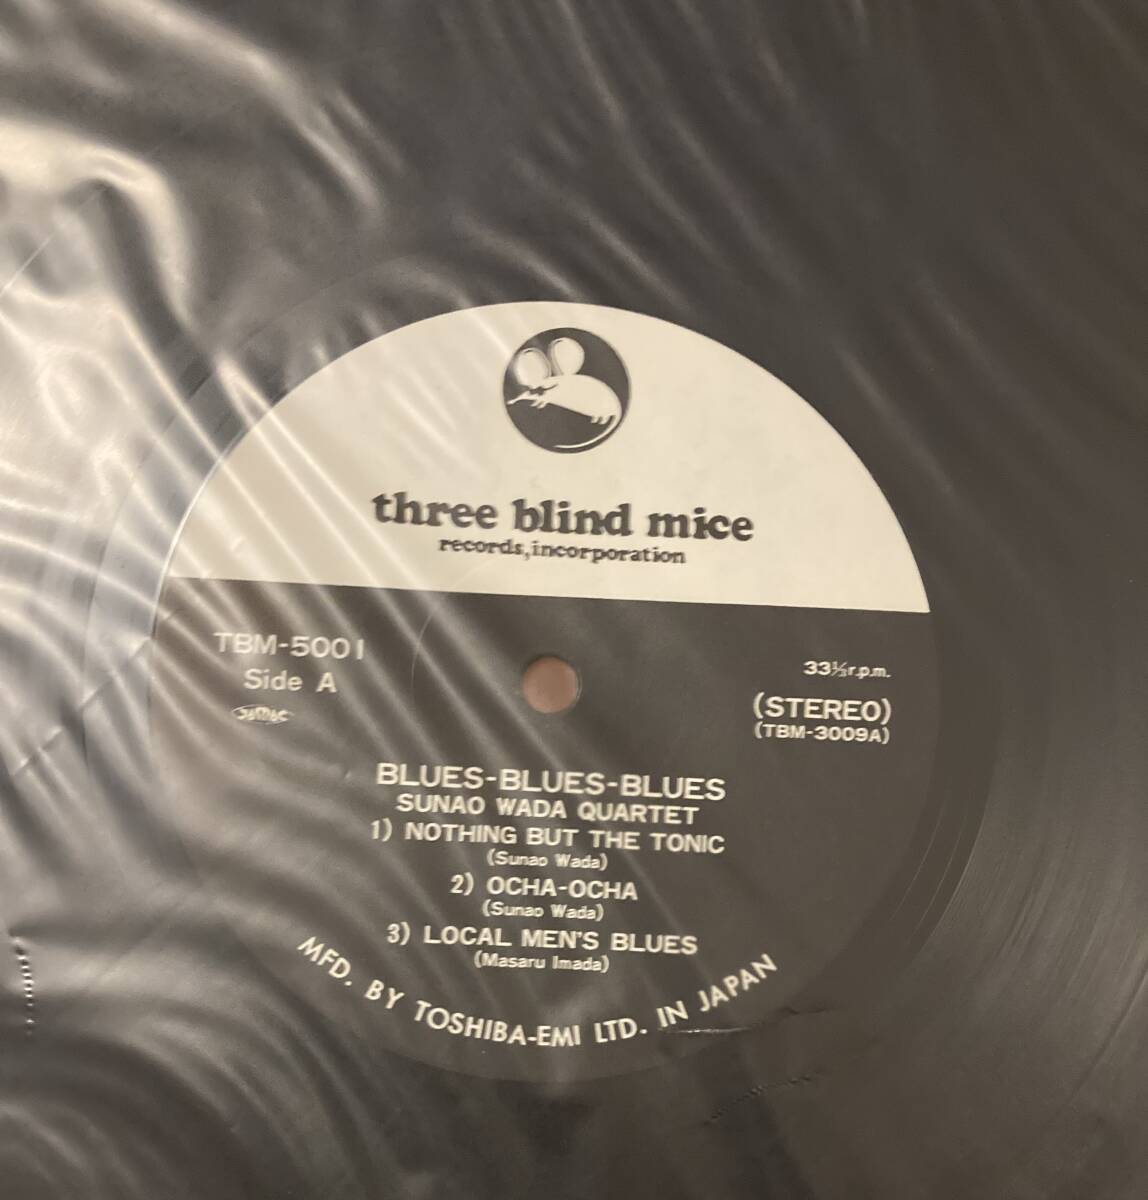 three blind mice
records,incorporation
TBM-5001
Side A
33⅓r.p.m.
(STEREO)
(TBM-3009A)
BLUES-BLUES-BLUES
SUNAO WADA QUARTET
1) NOTHING BUT THE TONIC
(Sunao Wada)
2) OCHA-OCHA
(Sunao Wada)
3) LOCAL MEN'S BLUES
(Masaru Imada)
MFD. BY TOSHIBA-EMI LTD. IN JAPAN